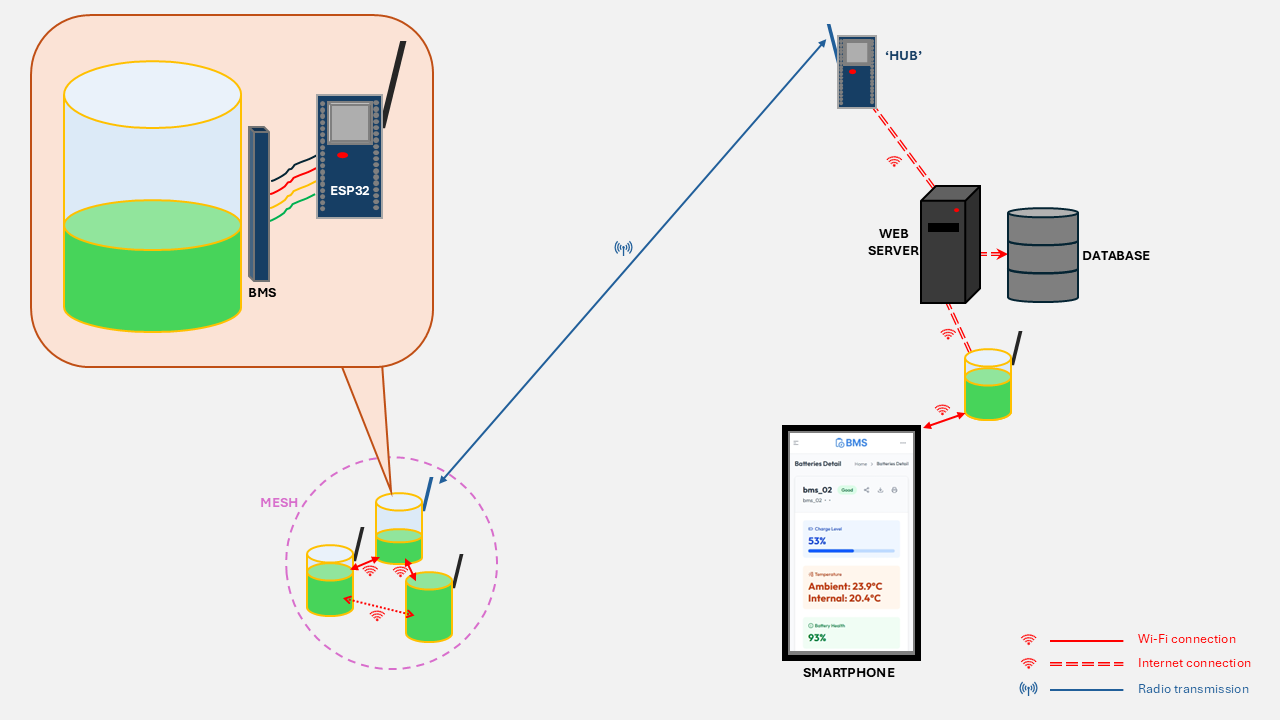 ESP32
BMS
‘HUB’
WEB
SERVER
DATABASE
MESH
BMS
Batteries Detail
Home > Batteries Detail
bms_02
Good
bms_02
Charge Level
53%
Temperature
Ambient: 23.9°C
Internal: 20.4°C
Battery Health
93%
SMARTPHONE
Wi-Fi connection
Internet connection
Radio transmission